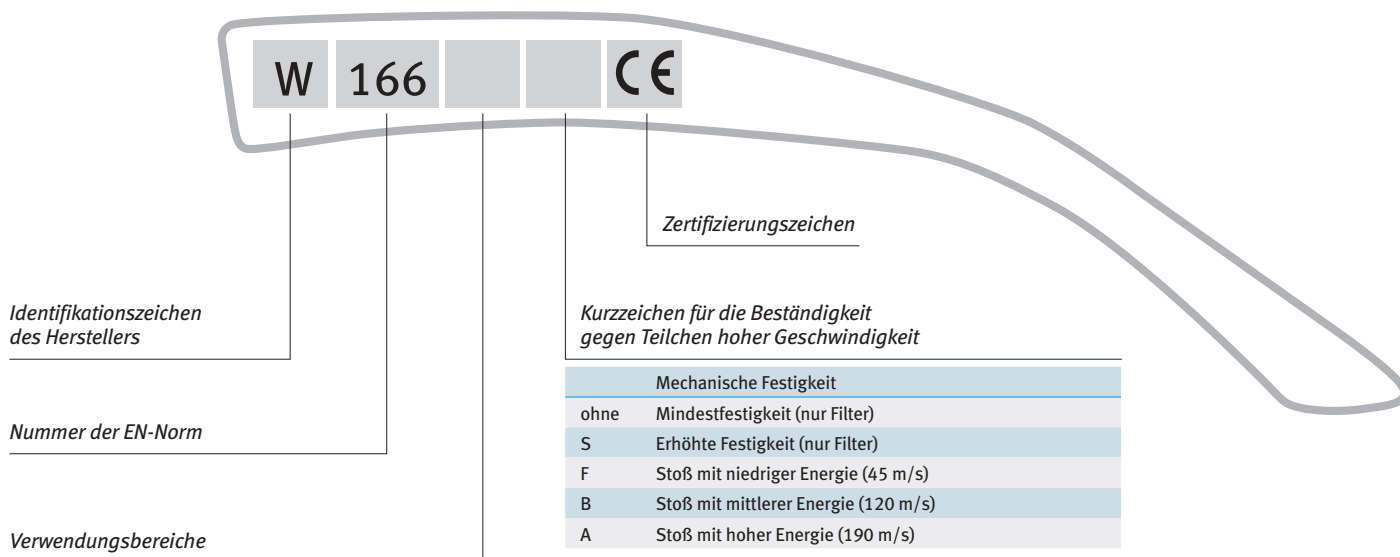 W 166 CE
Zertifizierungszeichen
Identifikationszeichen
des Herstellers
Kurzzeichen für die Beständigkeit
gegen Teilchen hoher Geschwindigkeit
Mechanische Festigkeit
ohne Mindestfestigkeit (nur Filter)
S Erhöhte Festigkeit (nur Filter)
F Stoß mit niedriger Energie (45 m/s)
B Stoß mit mittlerer Energie (120 m/s)
A Stoß mit hoher Energie (190 m/s)
Nummer der EN-Norm
Verwendungsbereiche